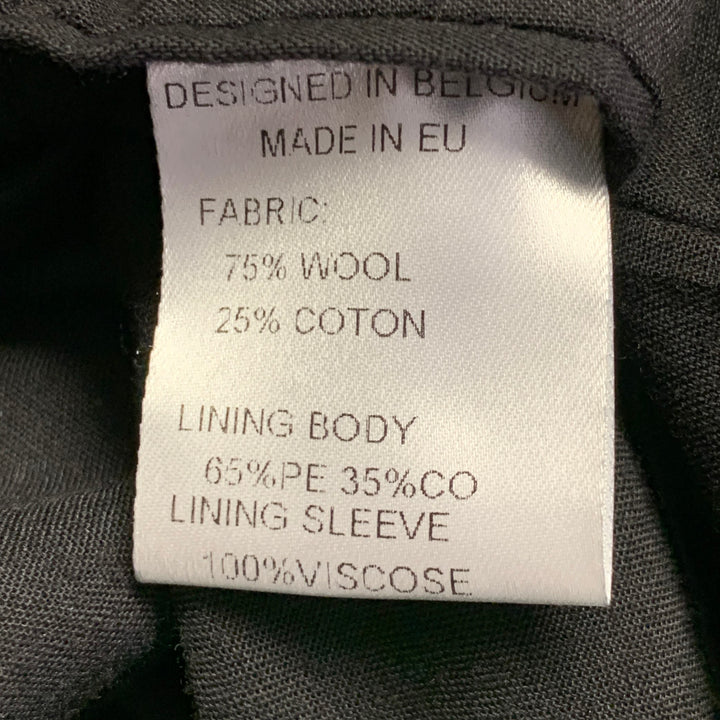 DESIGNED IN BELGIUM
MADE IN EU
FABRIC:
75% WOOL
25% COTON
LINING BODY
65%PE 35%CO
LINING SLEEVE
100%VISCOSE